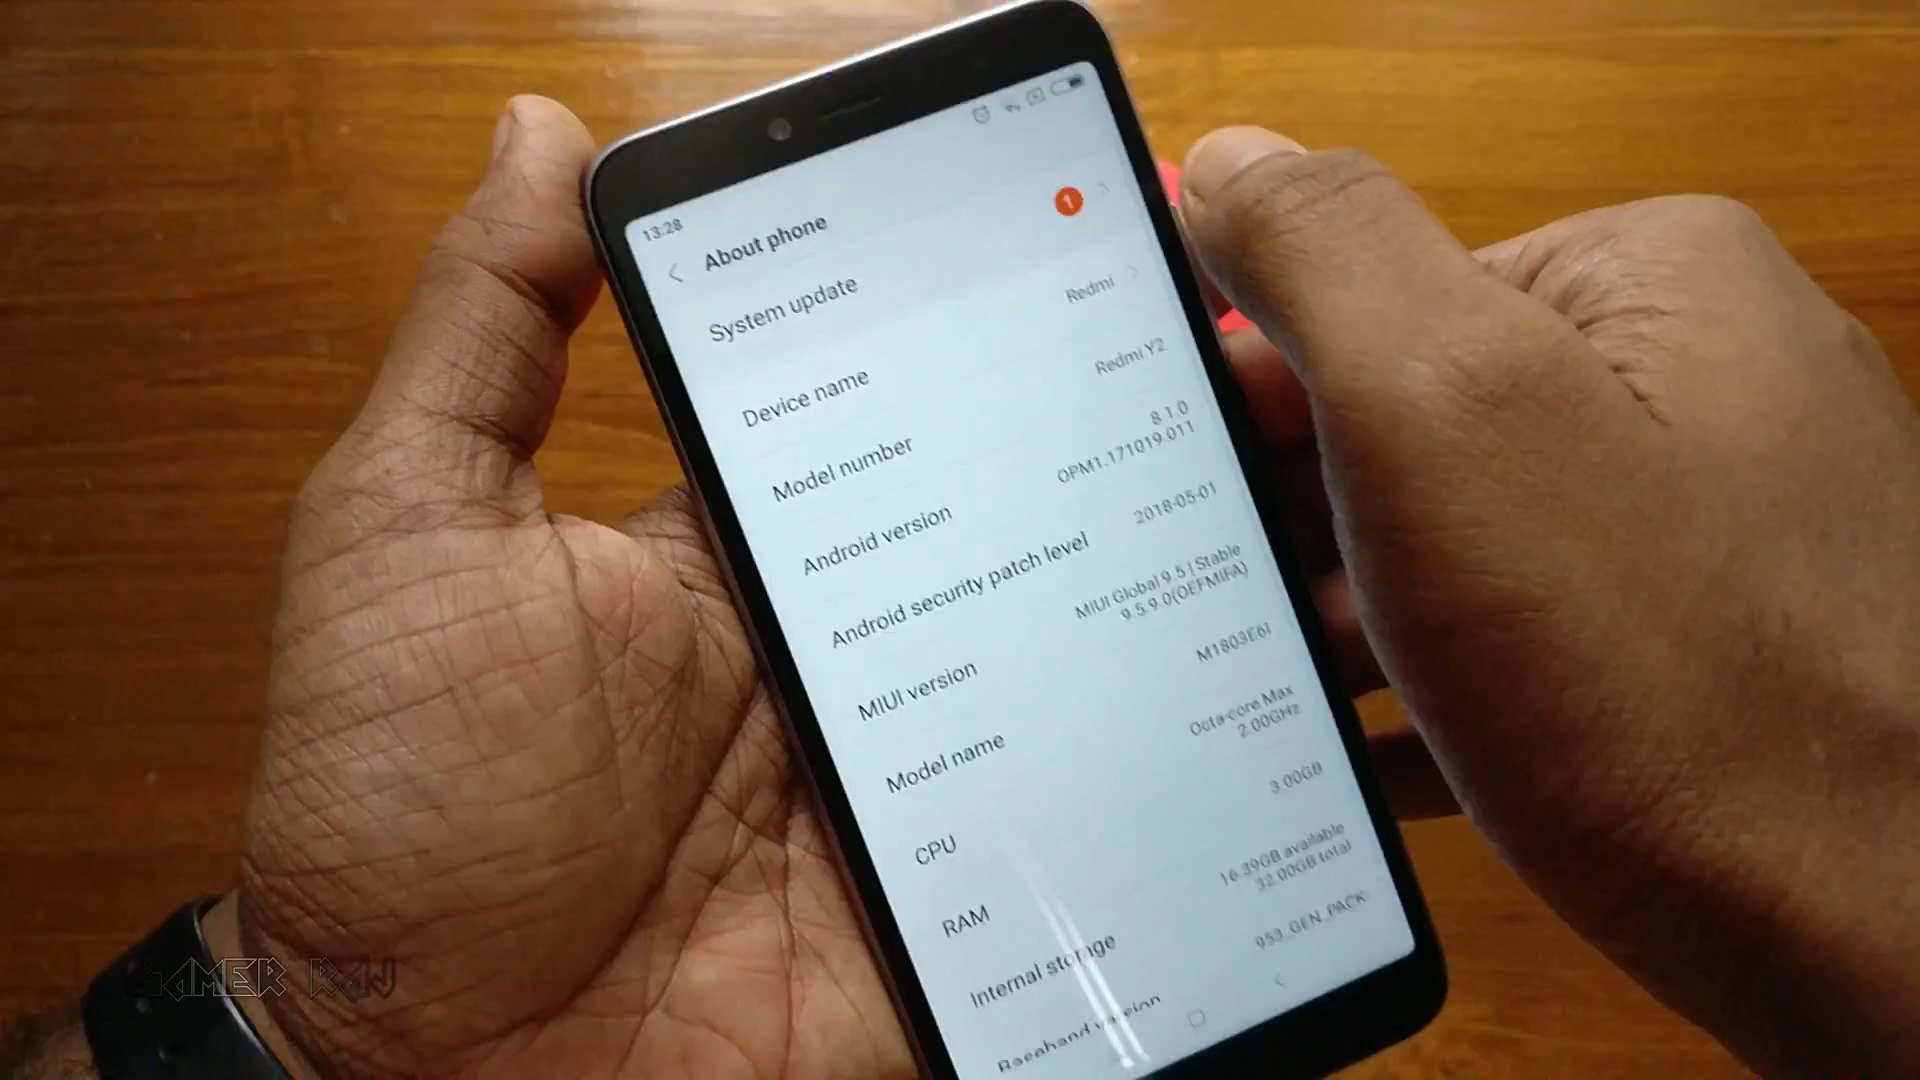 13:28
About phone
System update
1
Device name
Redmi
Model number
Redmi Y2
Android version
8.1.0
OPM1.171019.011
Android security patch level
2018-05-01
MIUI version
MIUI Global 9.5 | Stable
9.5.9.0(OEFMIFA)
Model name
M1803E6I
CPU
Octa-core Max
2.00GHz
RAM
3.00GB
Internal storage
16.39GB available
32.00GB total
Baseband version
953_GEN_PACK-
GAMER RAJ